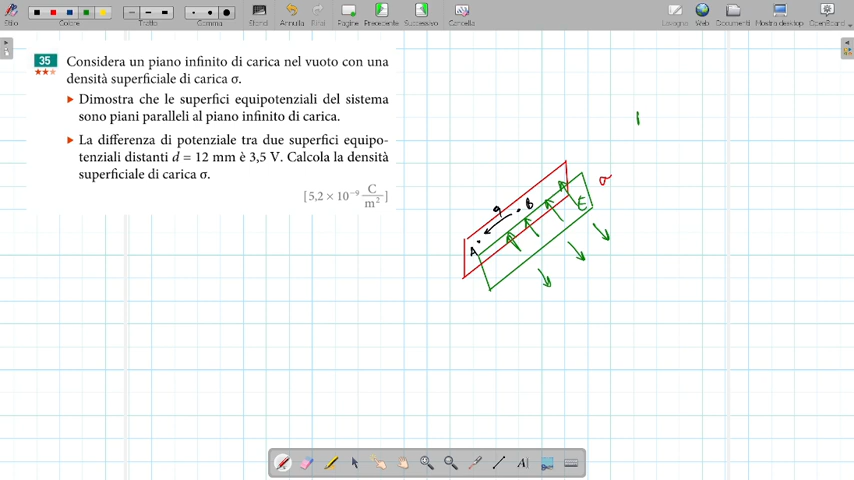 Stilo
Colore
Tratto
Gomma
Sfondi
Annulla
Rifai
Pagine
Precedente
Successivo
Cancella
Lavagna
Web
Documenti
Mostra desktop
OpenBoard
35 Considera un piano infinito di carica nel vuoto con una
densità superficiale di carica σ.
▶ Dimostra che le superfici equipotenziali del sistema
sono piani paralleli al piano infinito di carica.
▶ La differenza di potenziale tra due superfici equipo-
tenziali distanti d = 12 mm è 3,5 V. Calcola la densità
superficiale di carica σ.
[5,2 × 10⁻⁹ C/m²]
σ
q
B
E
A